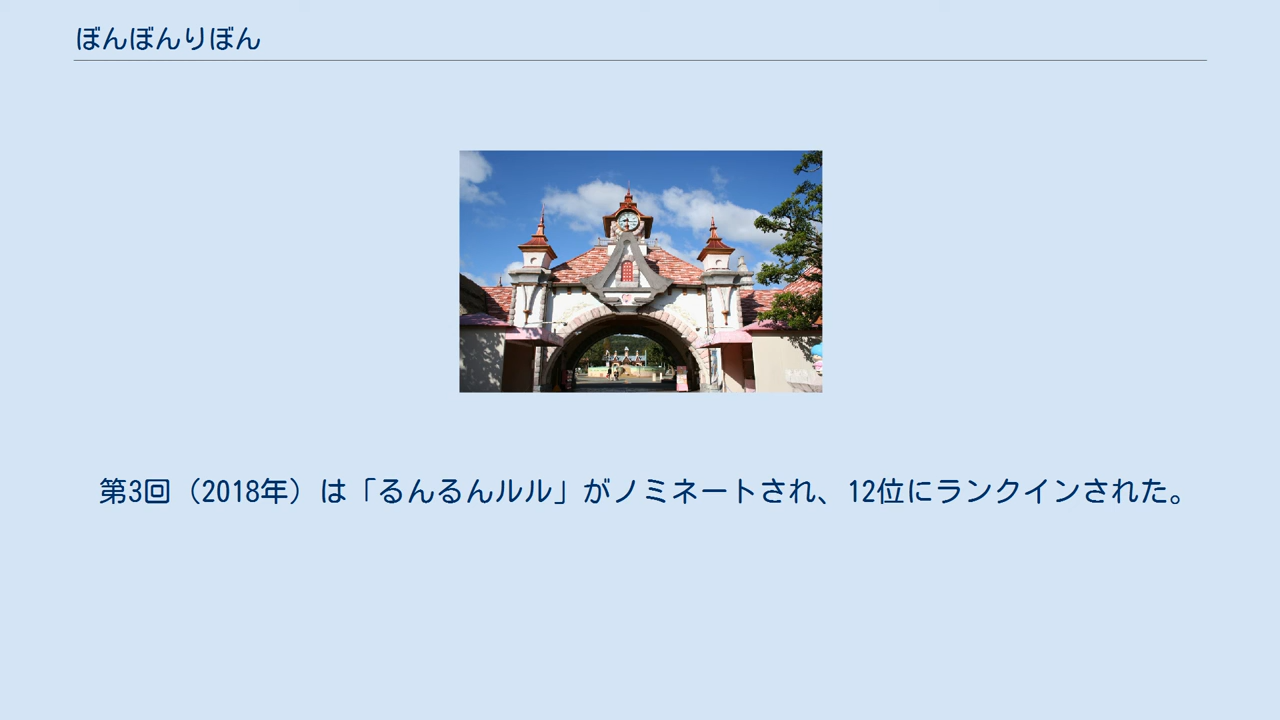 ぼんぼんりぼん
第3回（2018年）は「るんるんルル」がノミネートされ、12位にランクインされた。